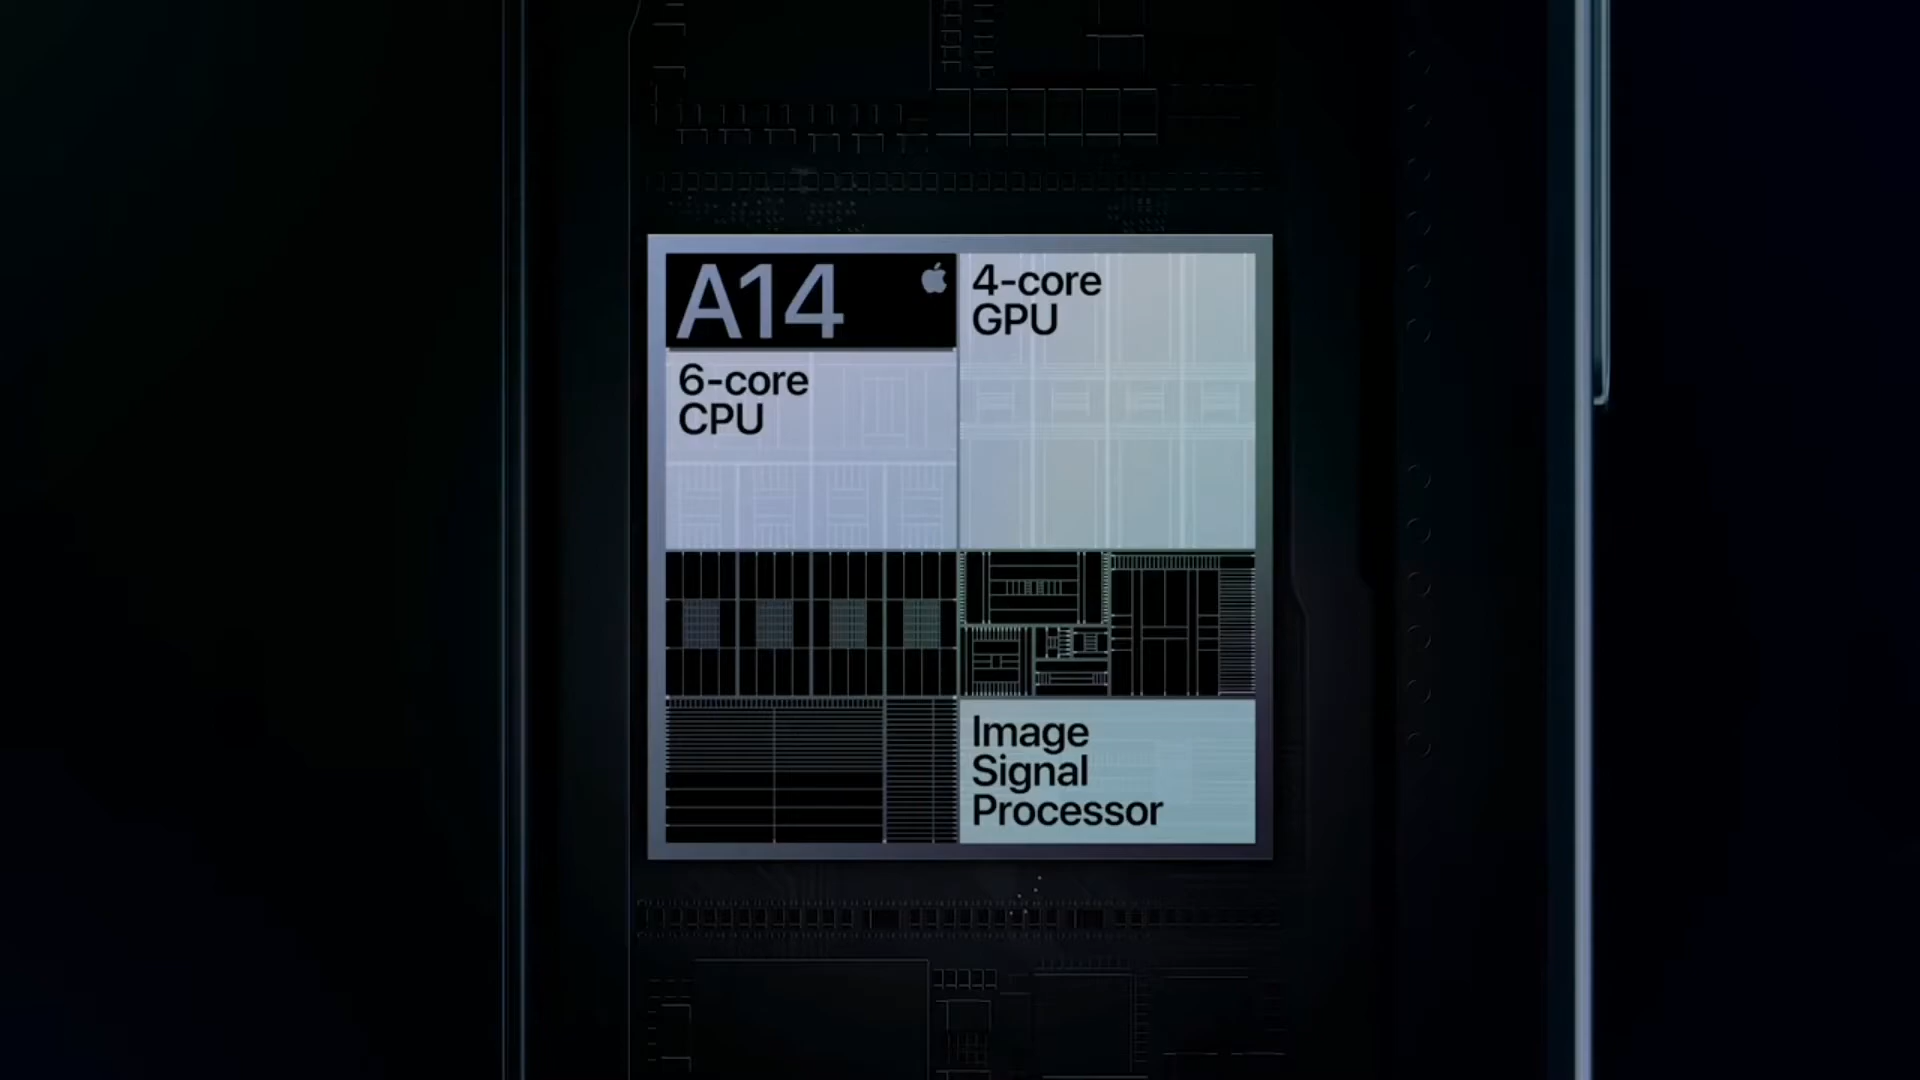 A14
6-core
CPU
4-core
GPU
Image
Signal
Processor